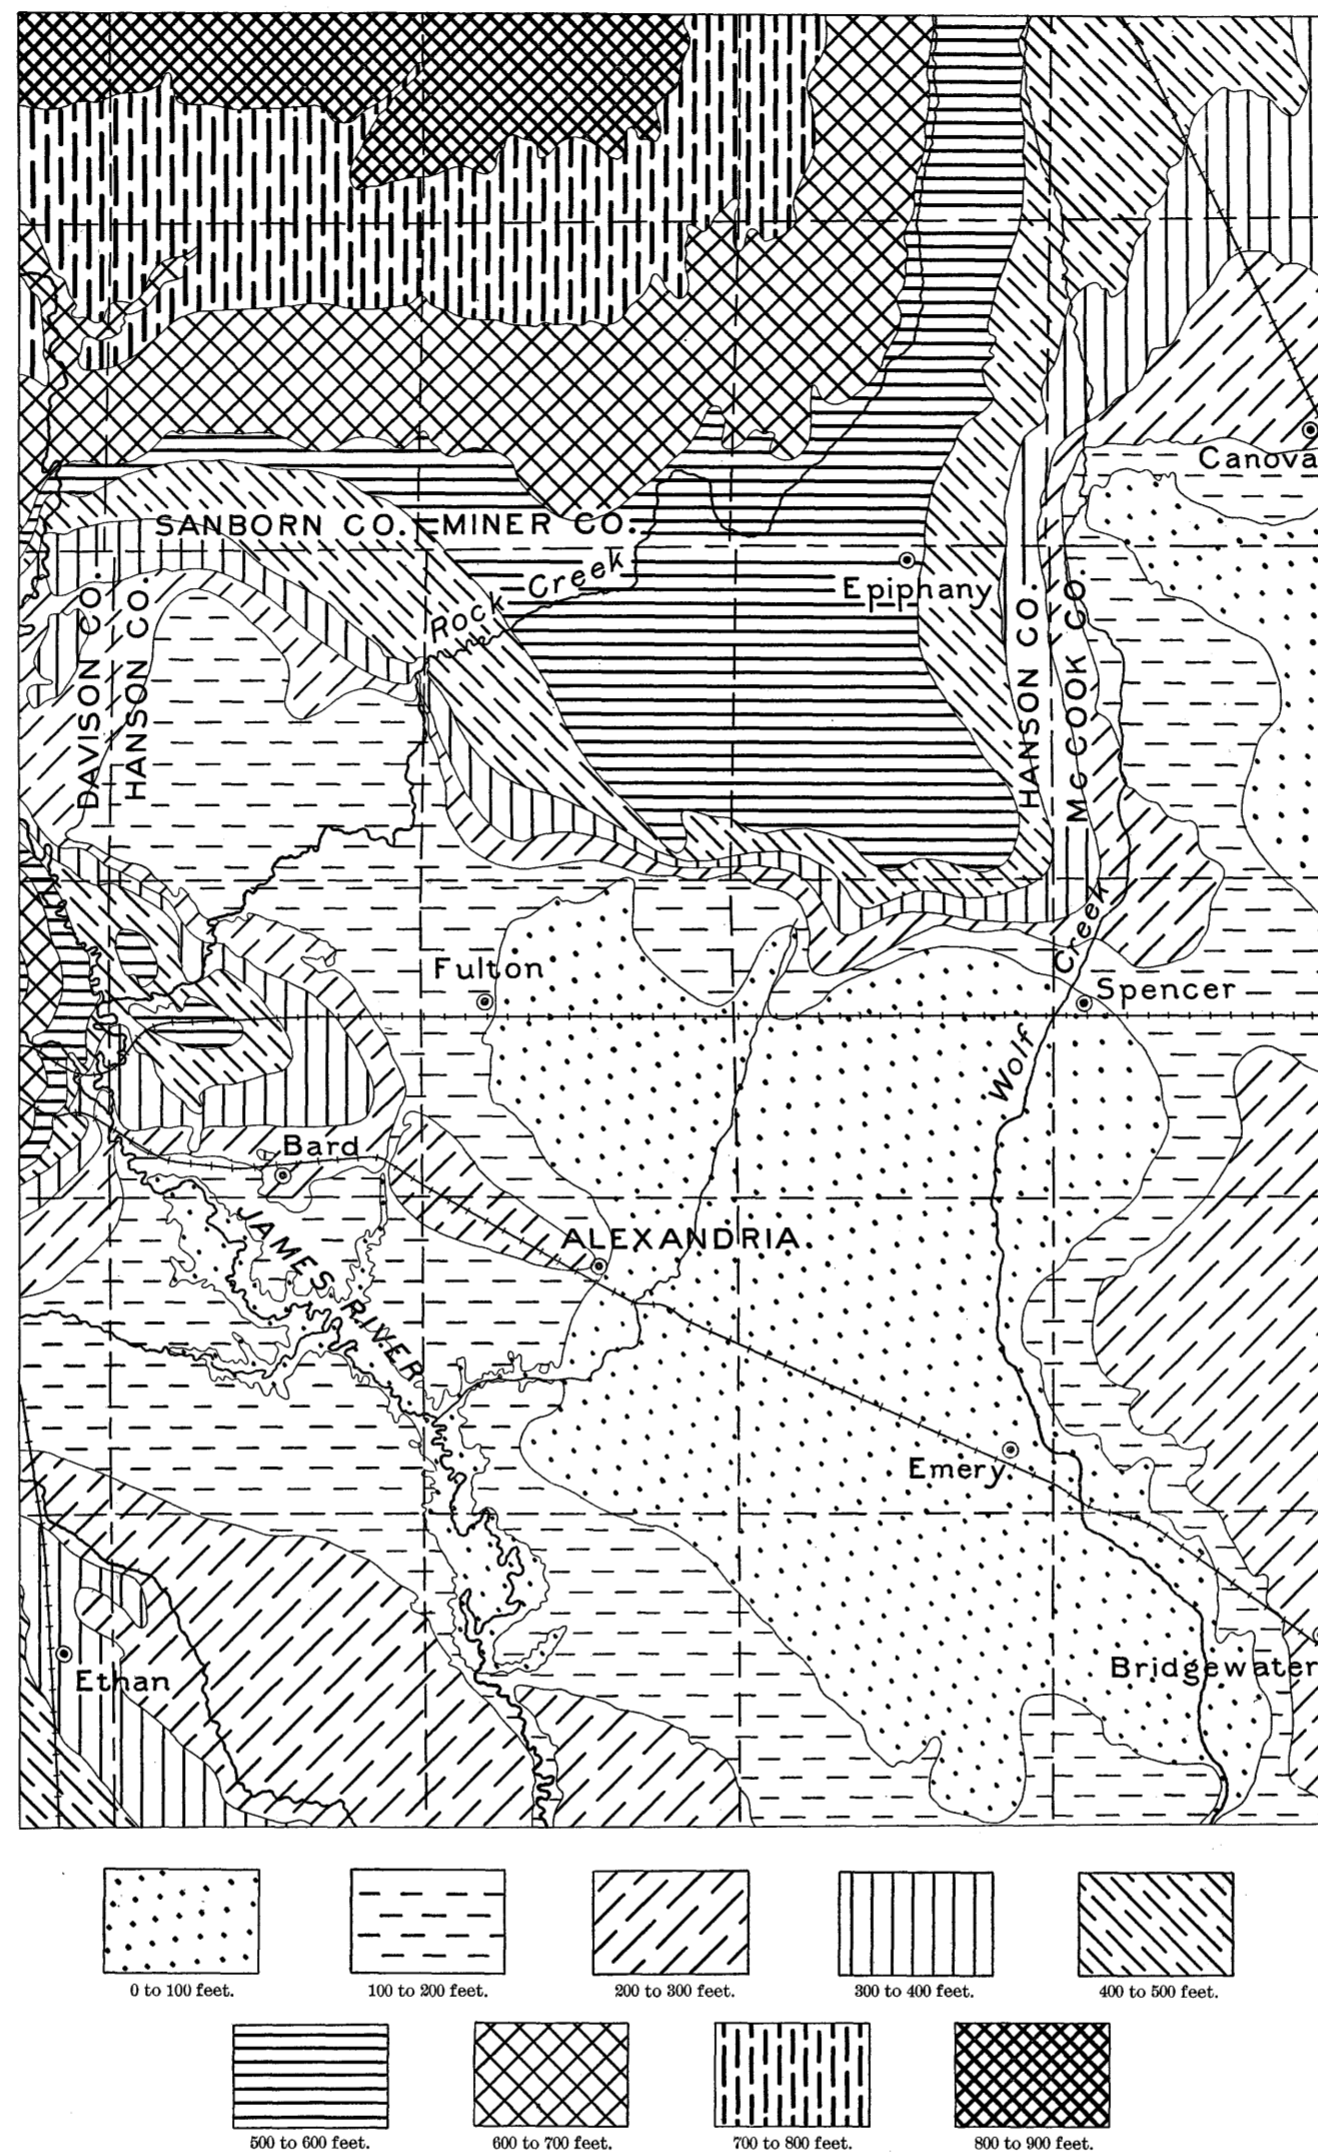 Canova
SANBORN CO. MINER CO.
Rock Creek
Epiphany
DAVISON CO.
HANSON CO.
HANSON CO.
McCOOK CO.
Fulton
Wolf Creek
Spencer
Bard
JAMES RIVER
ALEXANDRIA
Emery
Ethan
Bridgewater
0 to 100 feet.
100 to 200 feet.
200 to 300 feet.
300 to 400 feet.
400 to 500 feet.
500 to 600 feet.
600 to 700 feet.
700 to 800 feet.
800 to 900 feet.